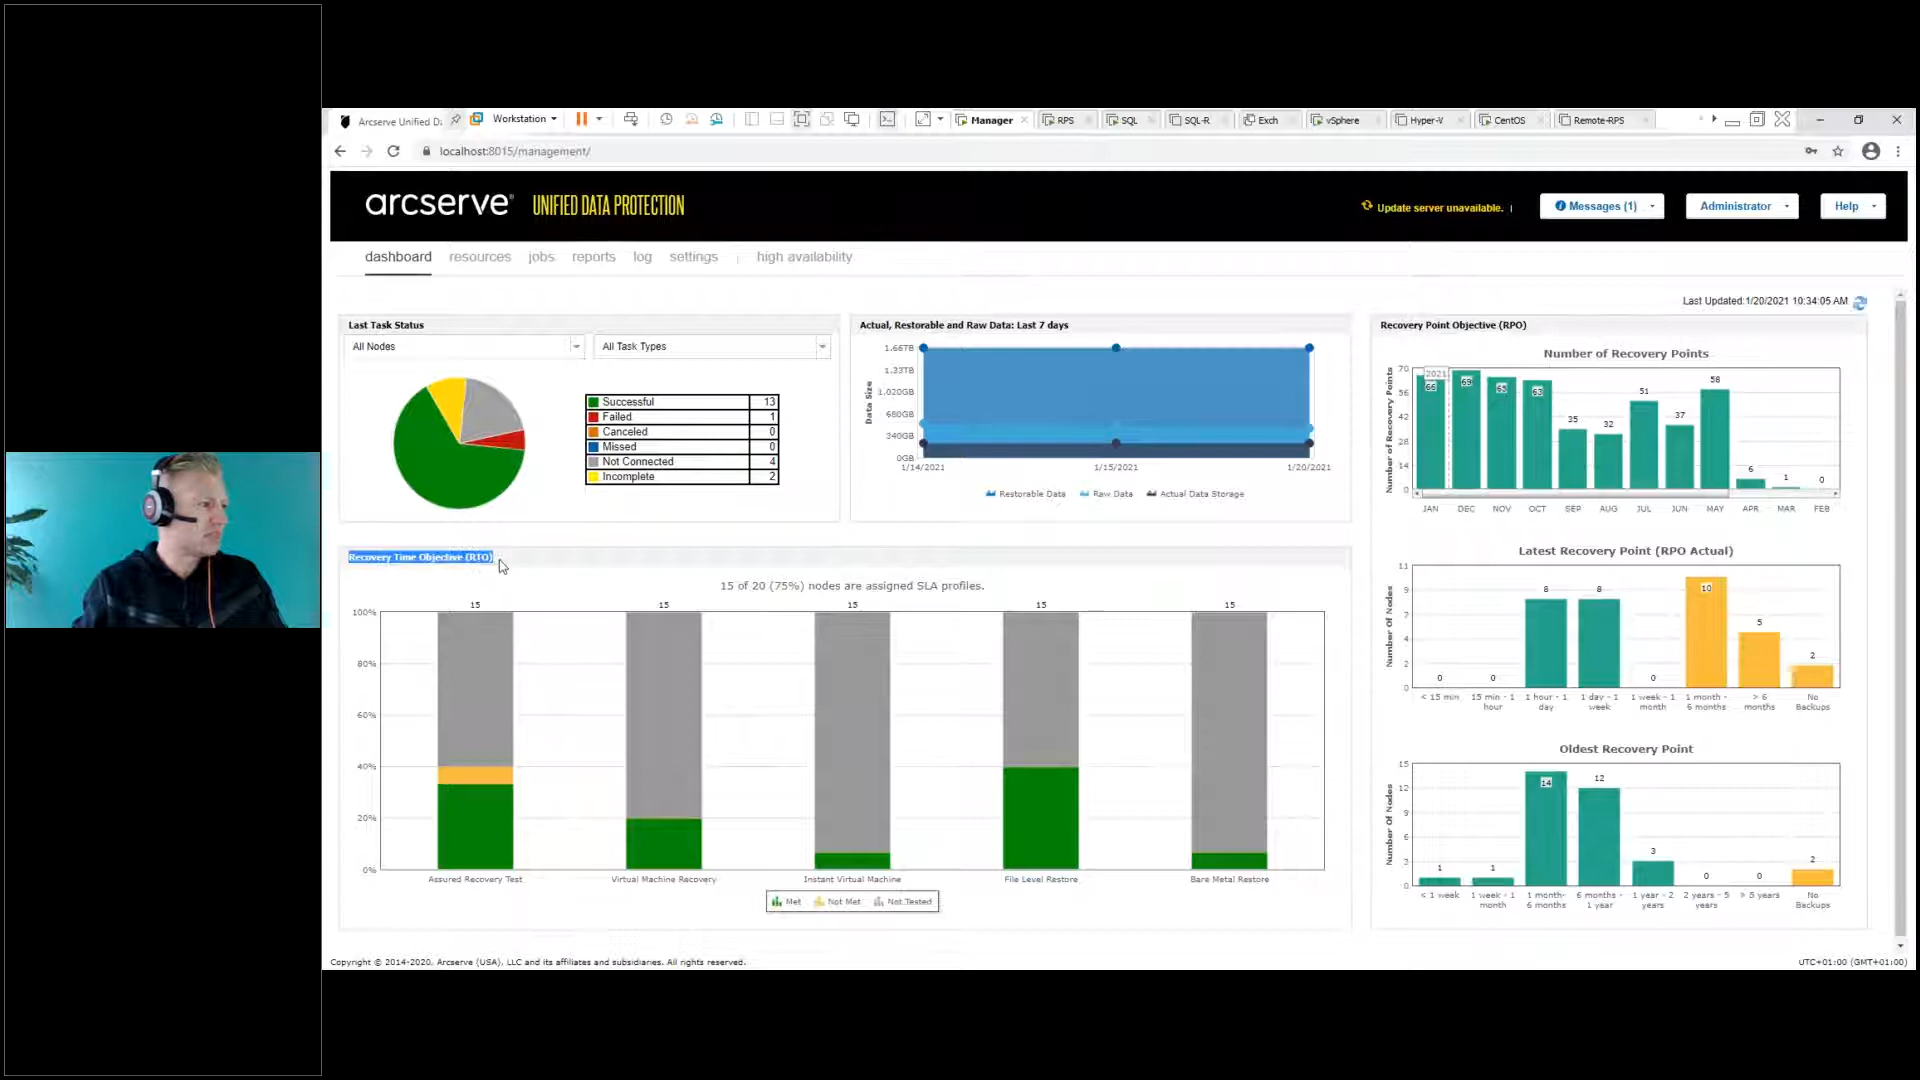 Arcserve Unified D:
Workstation
Manager
RPS
SQL
SQL-R
Exch
vSphere
Hyper-V
CentOS
Remote-RPS
localhost:8015/management/
arcserve® UNIFIED DATA PROTECTION
Update server unavailable. |
Messages (1)
Administrator
Help
dashboard
resources
jobs
reports
log
settings
|
high availability
Last Updated:1/20/2021 10:34:05 AM
Last Task Status
All Nodes
All Task Types
Successful 13
Failed 1
Canceled 0
Missed 0
Not Connected 4
Incomplete 2
Actual, Restorable and Raw Data: Last 7 days
Data Size
1.66TB
1.33TB
1,020GB
680GB
340GB
0GB
1/14/2021
1/15/2021
1/20/2021
Restorable Data
Raw Data
Actual Data Storage
Recovery Time Objective (RTO)
15 of 20 (75%) nodes are assigned SLA profiles.
15
15
15
15
15
100%
80%
60%
40%
20%
0%
Assured Recovery Test
Virtual Machine Recovery
Instant Virtual Machine
File Level Restore
Bare Metal Restore
Met
Not Met
Not Tested
Recovery Point Objective (RPO)
Number of Recovery Points
Number of Recovery Points
70
56
42
28
14
0
2021
66
69
65
63
35
32
51
37
58
6
1
0
JAN
DEC
NOV
OCT
SEP
AUG
JUL
JUN
MAY
APR
MAR
FEB
Latest Recovery Point (RPO Actual)
Number Of Nodes
11
9
7
4
2
0
0
0
8
8
0
10
5
2
< 15 min
15 min - 1 hour
1 hour - 1 day
1 day - 1 week
1 week - 1 month
1 month - 6 months
> 6 months
No Backups
Oldest Recovery Point
Number Of Nodes
15
12
9
6
3
0
1
1
14
12
3
0
0
2
< 1 week
1 week - 1 month
1 month- 6 months
6 months - 1 year
1 year - 2 years
2 years - 5 years
> 5 years
No Backups
Copyright © 2014-2020, Arcserve (USA), LLC and its affiliates and subsidiaries. All rights reserved.
UTC+01:00 (GMT+01:00)